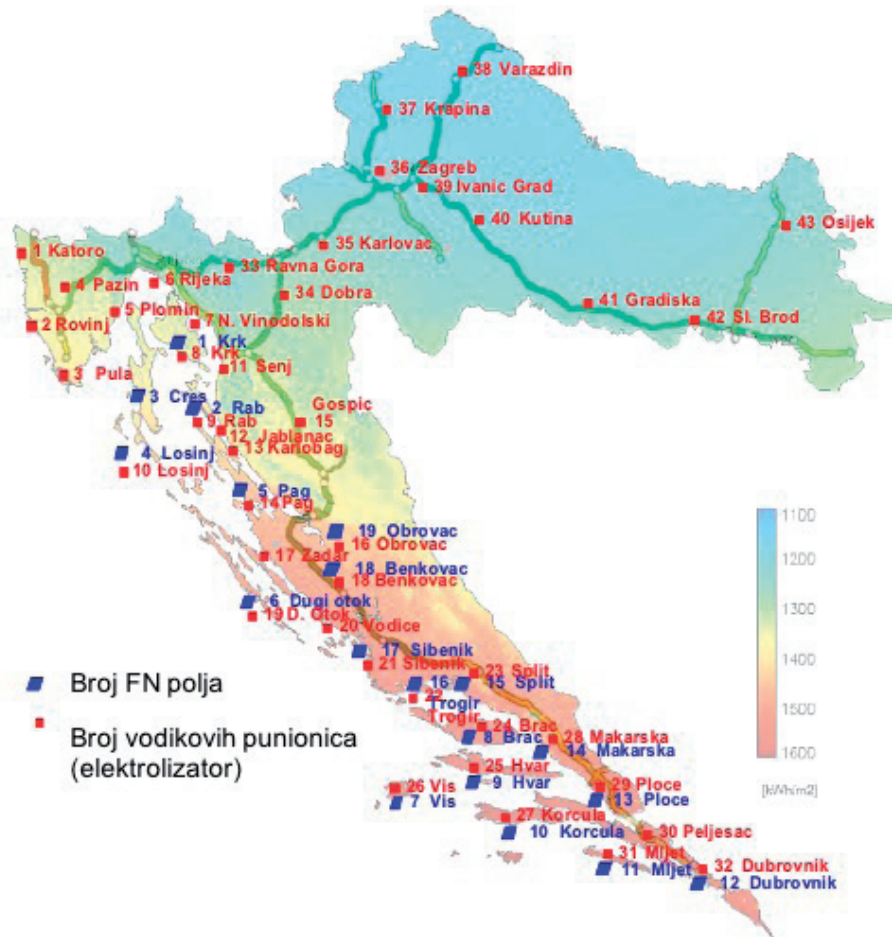 38 Varazdin
37 Krapina
36 Zagreb
39 Ivanic Grad
40 Kutina
43 Osijek
35 Karlovac
1 Katoro
33 Ravna Gora
6 Rijeka
4 Pazin
34 Dobra
41 Gradiska
5 Plomin
42 Sl. Brod
2 Rovinj
7 N. Vinodolski
1 Krk
8 Krk
11 Senj
3 Pula
3 Cres
2 Rab
Gospic
15
9 Rab
12 Jablanac
13 Karlobag
4 Losinj
10 Losinj
5 Pag
14 Pag
19 Obrovac
16 Obrovac
17 Zadar
18 Benkovac
18 Benkovac
6 Dugi otok
19 D. Otok
20 Vodice
17 Sibenik
21 Sibenik
23 Split
16
Trogir
15 Split
22
Trogir
24 Brac
8 Brac
28 Makarska
14 Makarska
25 Hvar
9 Hvar
26 Vis
7 Vis
29 Ploce
13 Ploce
27 Korcula
10 Korcula
30 Peljesac
31 Mljet
11 Mljet
32 Dubrovnik
12 Dubrovnik
1100
1200
1300
1400
1500
1600
[kWh/m2]
Broj FN polja
Broj vodikovih punionica
(elektrolizator)